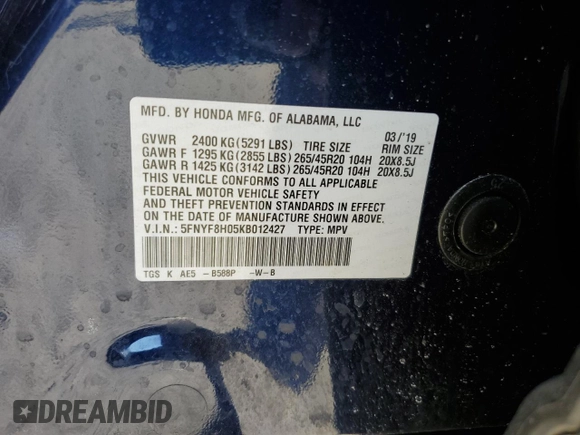 MFD. BY HONDA MFG. OF ALABAMA, LLC
03/'19
GVWR 2400 KG(5291 LBS) TIRE SIZE RIM SIZE
GAWR F 1295 KG(2855 LBS)265/45R20 104H 20X8.5J
GAWR R 1425 KG(3142 LBS)265/45R20 104H 20X8.5J
THIS VEHICLE CONFORMS TO ALL APPLICABLE
FEDERAL MOTOR VEHICLE SAFETY
AND THEFT PREVENTION STANDARDS IN EFFECT
ON THE DATE OF MANUFACTURE SHOWN ABOVE.
V.I.N.: 5FNYF8H05KB012427 TYPE: MPV
TGS K AE5 -B588P -W-B
DREAMBID